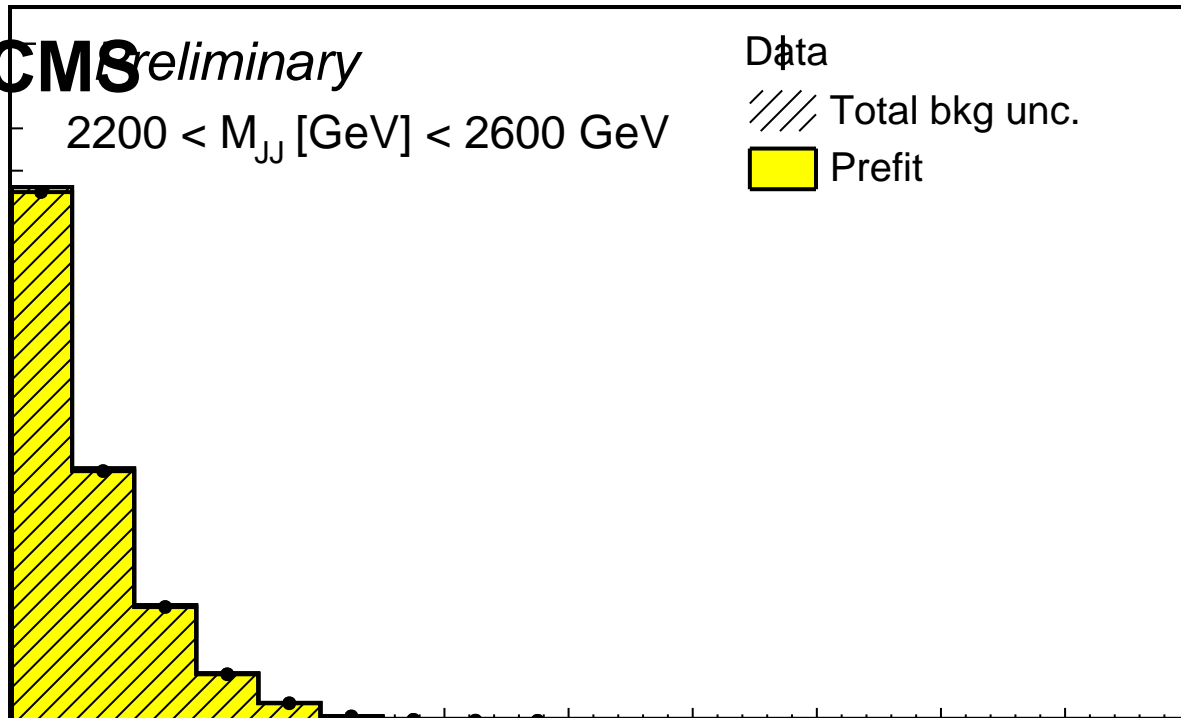 CMS Preliminary
2200 < M_JJ [GeV] < 2600 GeV
Data
Total bkg unc.
Prefit